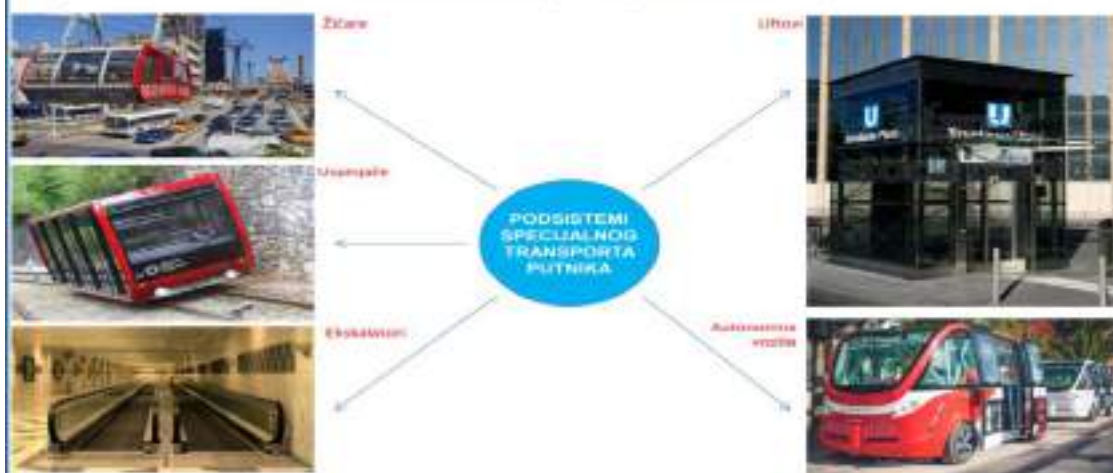 Žičare
Liftovi
Uspinjače
PODSISTEMI
SPECIJALNOG
TRANSPORTA
PUTNIKA
Eskalatori
Autonomna
vozila
U